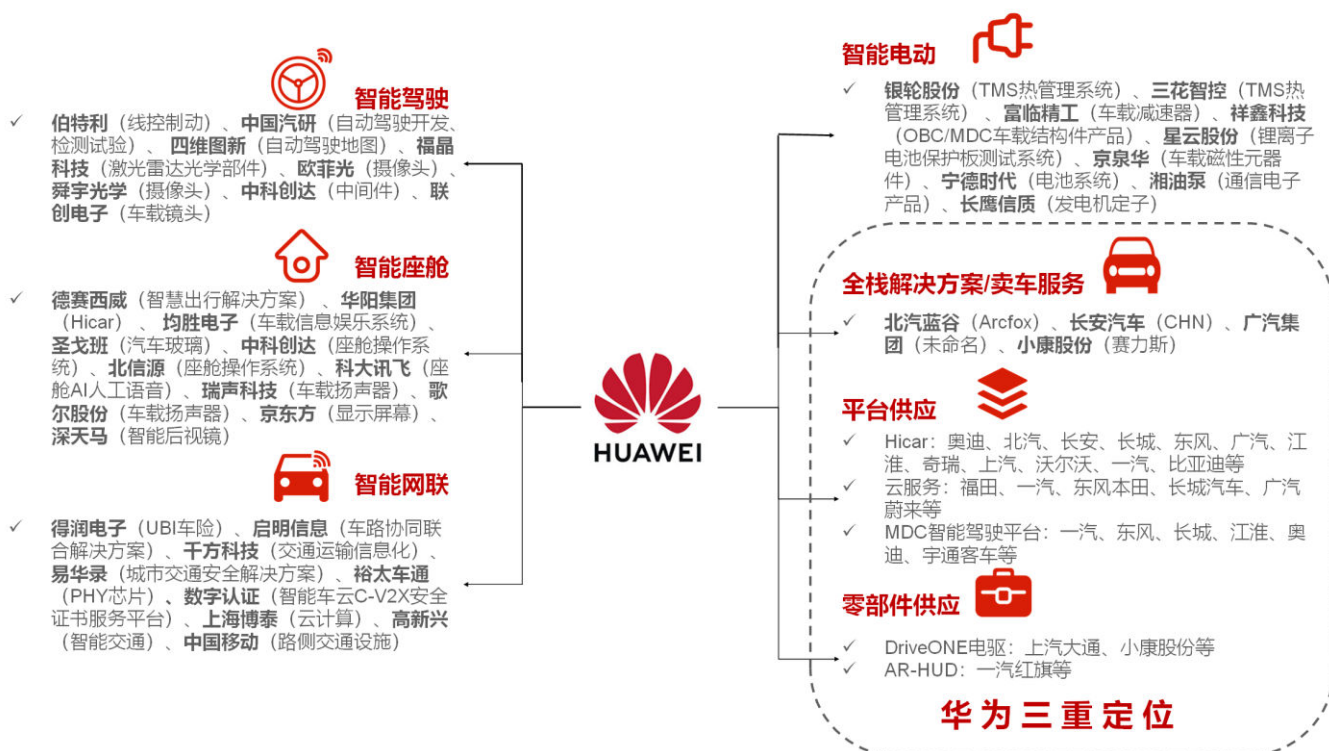 智能驾驶
✓ 伯特利（线控制动）、中国汽研（自动驾驶开发、
检测试验）、四维图新（自动驾驶地图）、福晶
科技（激光雷达光学部件）、欧菲光（摄像头）、
舜宇光学（摄像头）、中科创达（中间件）、联
创电子（车载镜头）
智能座舱
✓ 德赛西威（智慧出行解决方案）、华阳集团
（Hicar）、均胜电子（车载信息娱乐系统）、
圣戈班（汽车玻璃）、中科创达（座舱操作系
统）、北信源（座舱操作系统）、科大讯飞（座
舱AI人工语音）、瑞声科技（车载扬声器）、歌
尔股份（车载扬声器）、京东方（显示屏幕）、
深天马（智能后视镜）
智能网联
✓ 得润电子（UBI车险）、启明信息（车路协同联
合解决方案）、千方科技（交通运输信息化）、
易华录（城市交通安全解决方案）、裕太车通
（PHY芯片）、数字认证（智能车云C-V2X安全
证书服务平台）、上海博泰（云计算）、高新兴
（智能交通）、中国移动（路侧交通设施）
HUAWEI
智能电动
✓ 银轮股份（TMS热管理系统）、三花智控（TMS热
管理系统）、富临精工（车载减速器）、祥鑫科技
（OBC/MDC车载结构件产品）、星云股份（锂离子
电池保护板测试系统）、京泉华（车载磁性元器
件）、宁德时代（电池系统）、湘油泵（通信电子
产品）、长鹰信质（发电机定子）
全栈解决方案/卖车服务
✓ 北汽蓝谷（Arcfox）、长安汽车（CHN）、广汽集
团（未命名）、小康股份（赛力斯）
平台供应
✓ Hicar：奥迪、北汽、长安、长城、东风、广汽、江
淮、奇瑞、上汽、沃尔沃、一汽、比亚迪等
✓ 云服务：福田、一汽、东风本田、长城汽车、广汽
蔚来等
✓ MDC智能驾驶平台：一汽、东风、长城、江淮、奥
迪、宇通客车等
零部件供应
✓ DriveONE电驱：上汽大通、小康股份等
✓ AR-HUD：一汽红旗等
华为三重定位